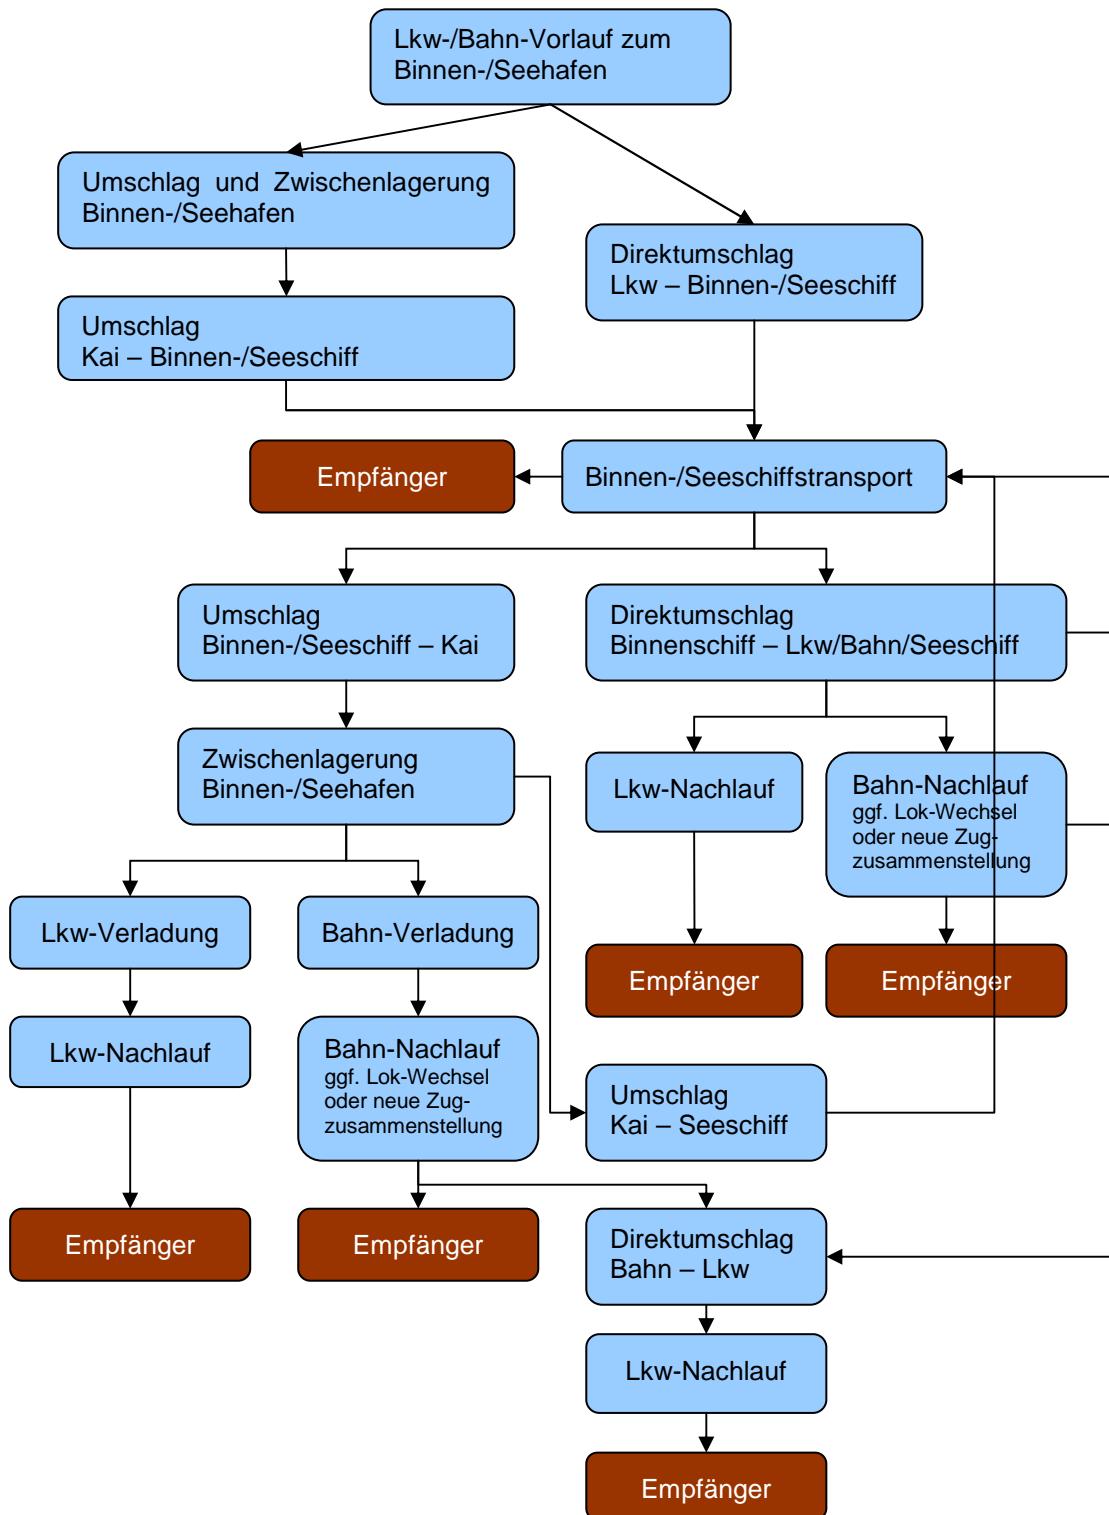 Lkw-/Bahn-Vorlauf zum
Binnen-/Seehafen
Umschlag und Zwischenlagerung
Binnen-/Seehafen
Direktumschlag
Lkw – Binnen-/Seeschiff
Umschlag
Kai – Binnen-/Seeschiff
Empfänger
Binnen-/Seeschiffstransport
Umschlag
Binnen-/Seeschiff – Kai
Direktumschlag
Binnenschiff – Lkw/Bahn/Seeschiff
Zwischenlagerung
Binnen-/Seehafen
Lkw-Nachlauf
Bahn-Nachlauf
ggf. Lok-Wechsel
oder neue Zug-
zusammenstellung
Lkw-Verladung
Bahn-Verladung
Empfänger
Empfänger
Lkw-Nachlauf
Bahn-Nachlauf
ggf. Lok-Wechsel
oder neue Zug-
zusammenstellung
Umschlag
Kai – Seeschiff
Empfänger
Empfänger
Direktumschlag
Bahn – Lkw
Lkw-Nachlauf
Empfänger